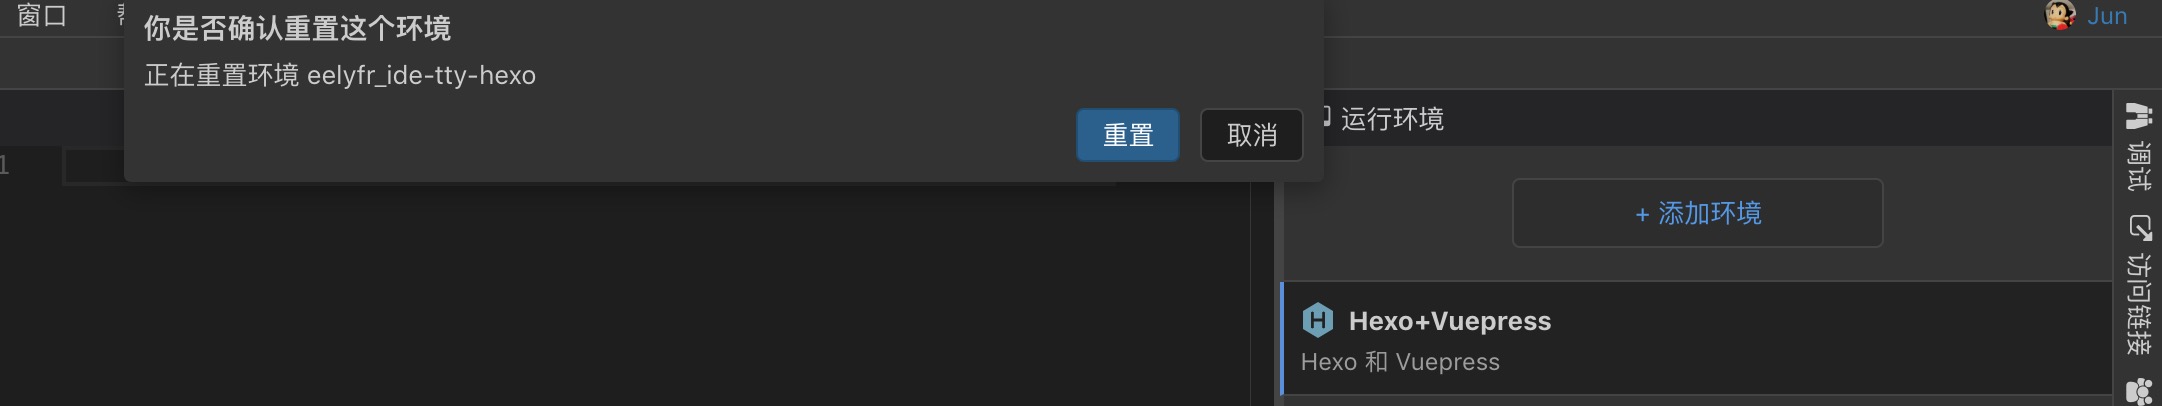 窗口
Jun
你是否确认重置这个环境
正在重置环境 eelyfr_ide-tty-hexo
重置
取消
运行环境
1
+ 添加环境
Hexo+Vuepress
Hexo 和 Vuepress
调试
访问链接